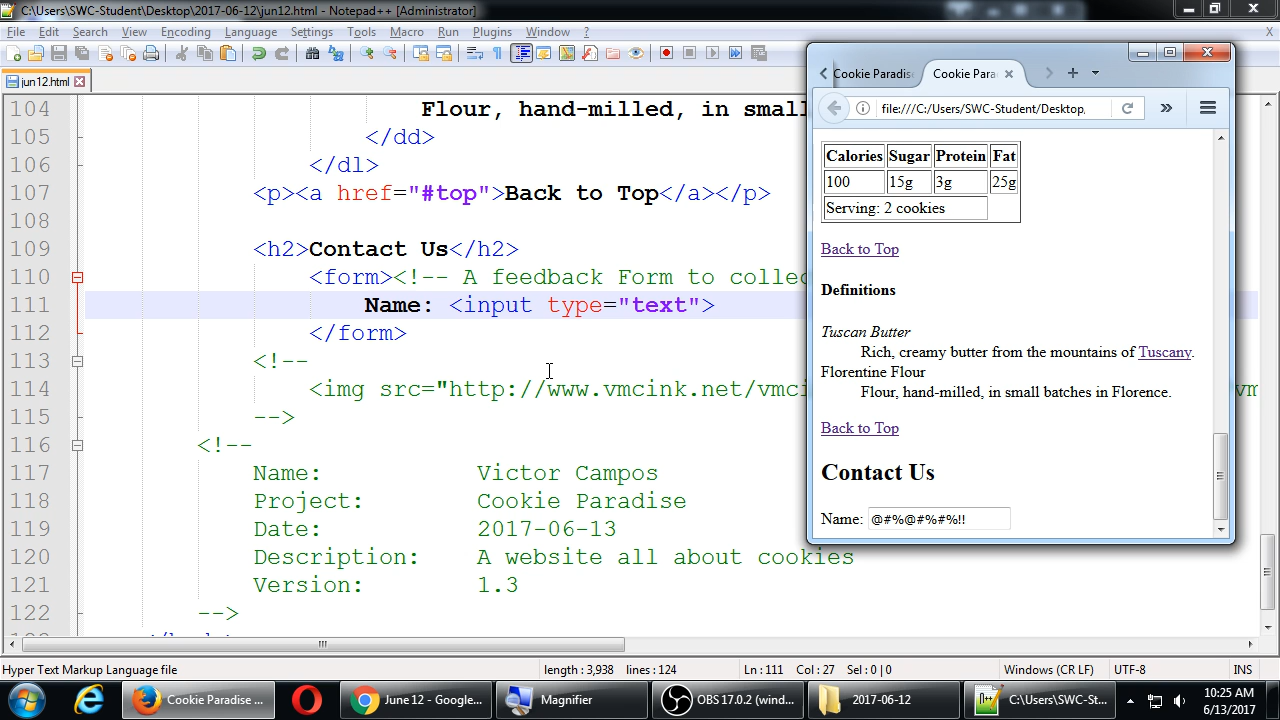 C:\Users\SWC-Student\Desktop\2017-06-12\jun12.html - Notepad++ [Administrator]
File Edit Search View Encoding Language Settings Tools Macro Run Plugins Window ? X
jun12.html
104 Flour, hand-milled, in small
105 </dd>
106 </dl>
107 <p><a href="#top">Back to Top</a></p>
108
109 <h2>Contact Us</h2>
110 <form><!-- A feedback Form to collec
111 Name: <input type="text">
112 </form>
113 <!--
114 <img src="http://www.vmcink.net/vmci
115 -->
116 <!--
117 Name: Victor Campos
118 Project: Cookie Paradise
119 Date: 2017-06-13
120 Description: A website all about cookies
121 Version: 1.3
122 -->
Cookie Paradis
Cookie Para
file:///C:/Users/SWC-Student/Desktop,
Calories Sugar Protein Fat
100 15g 3g 25g
Serving: 2 cookies
Back to Top
Definitions
Tuscan Butter
Rich, creamy butter from the mountains of Tuscany.
Florentine Flour
Flour, hand-milled, in small batches in Florence.
Back to Top
Contact Us
Name: @#%@#%#%!!
Hyper Text Markup Language file length : 3,938 lines : 124 Ln : 111 Col : 27 Sel : 0 | 0 Windows (CR LF) UTF-8 INS
Cookie Paradise ... June 12 - Google... Magnifier OBS 17.0.2 (wind... 2017-06-12 C:\Users\SWC-St... 10:25 AM
6/13/2017